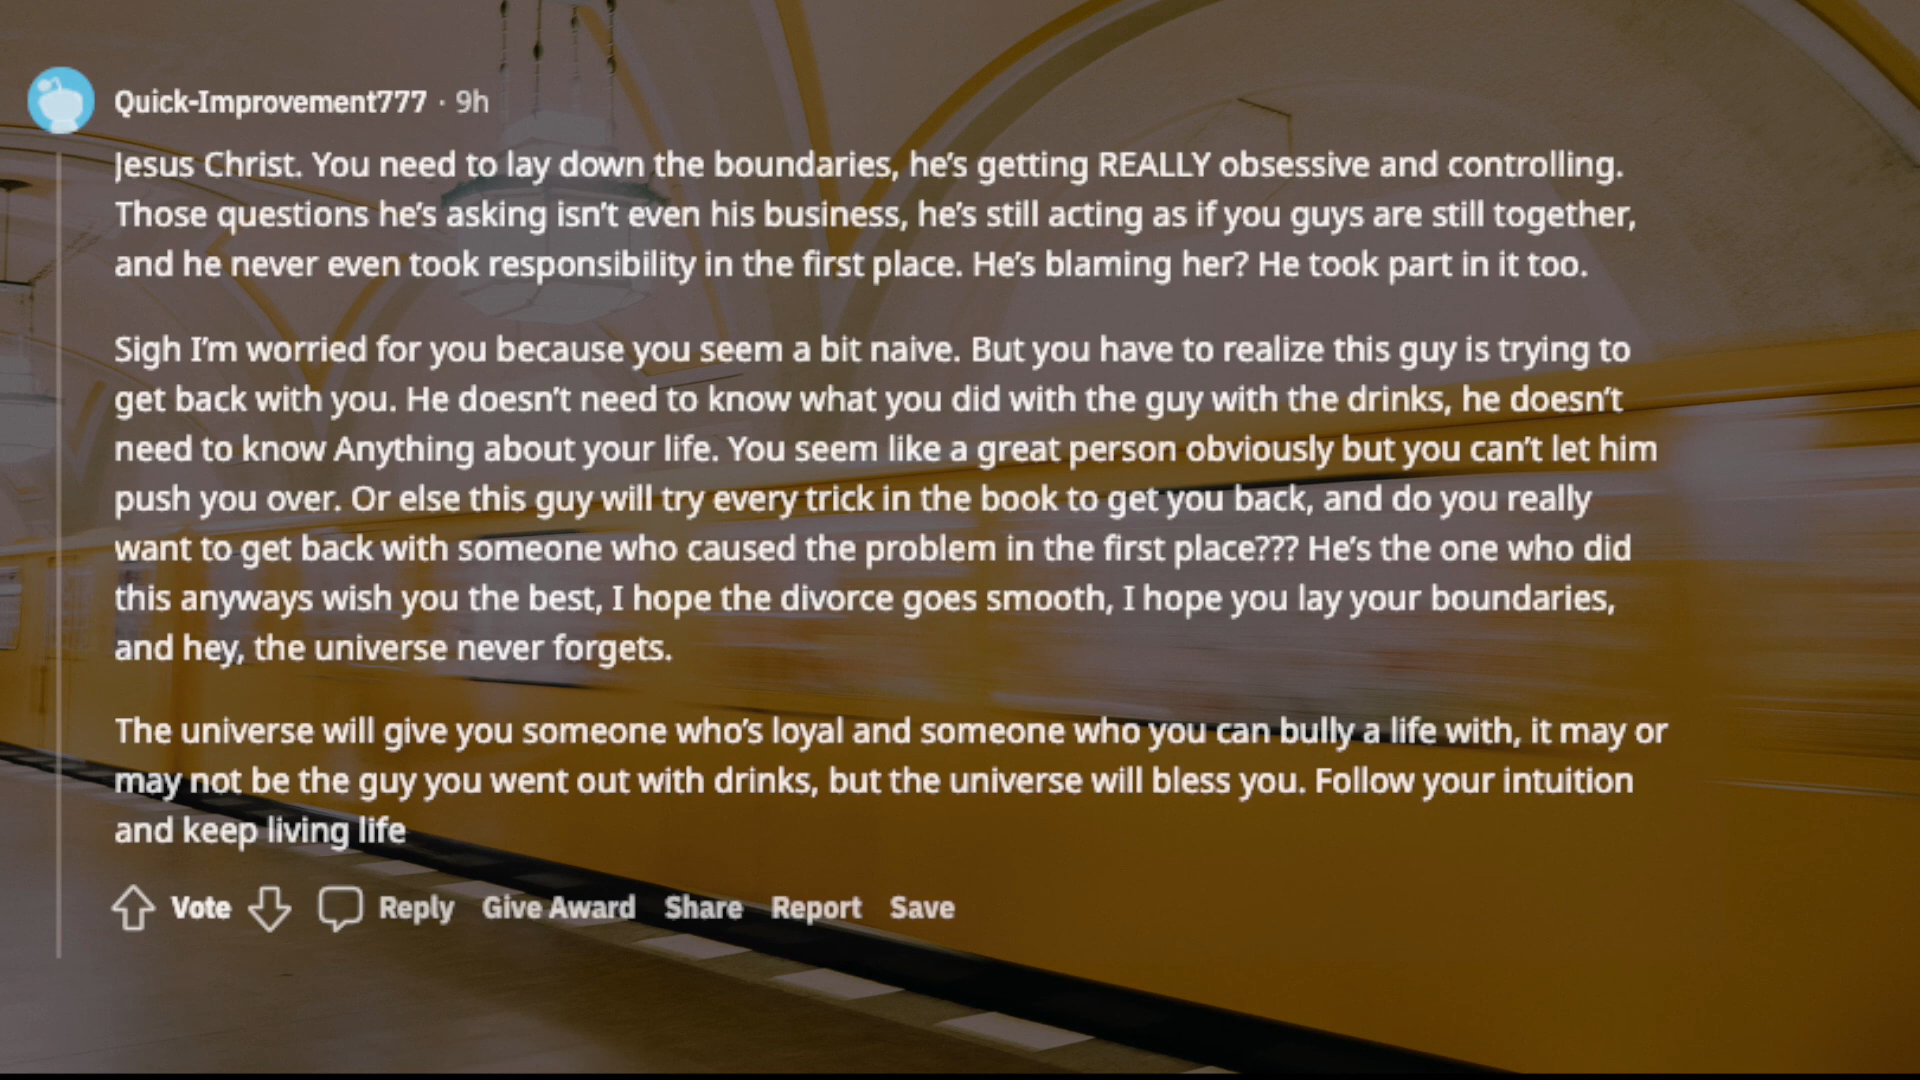 Quick-Improvement777 · 9h
Jesus Christ. You need to lay down the boundaries, he's getting REALLY obsessive and controlling.
Those questions he's asking isn't even his business, he's still acting as if you guys are still together,
and he never even took responsibility in the first place. He's blaming her? He took part in it too.
Sigh I'm worried for you because you seem a bit naive. But you have to realize this guy is trying to
get back with you. He doesn't need to know what you did with the guy with the drinks, he doesn't
need to know Anything about your life. You seem like a great person obviously but you can't let him
push you over. Or else this guy will try every trick in the book to get you back, and do you really
want to get back with someone who caused the problem in the first place??? He's the one who did
this anyways wish you the best, I hope the divorce goes smooth, I hope you lay your boundaries,
and hey, the universe never forgets.
The universe will give you someone who's loyal and someone who you can bully a life with, it may or
may not be the guy you went out with drinks, but the universe will bless you. Follow your intuition
and keep living life
Vote Reply Give Award Share Report Save